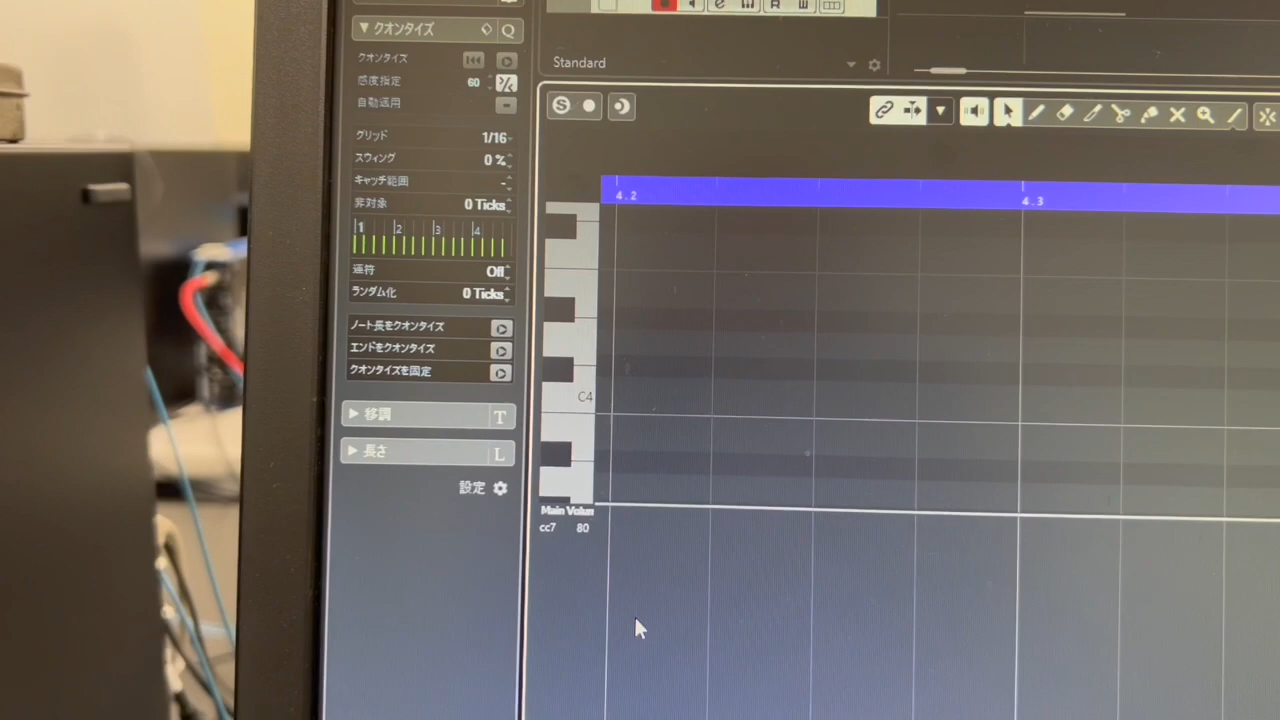 クオンタイズ
クオンタイズ
感度指定 60
自動適用
グリッド 1/16
スウィング 0 %
キャッチ範囲 -
非対象 0 Ticks
1 2 3 4
連符 Off
ランダム化 0 Ticks
ノート長をクオンタイズ
エンドをクオンタイズ
クオンタイズを固定
移調 T
長さ L
設定
R
Standard
S
4.2 4.3
C4
Main Volum
cc7 80